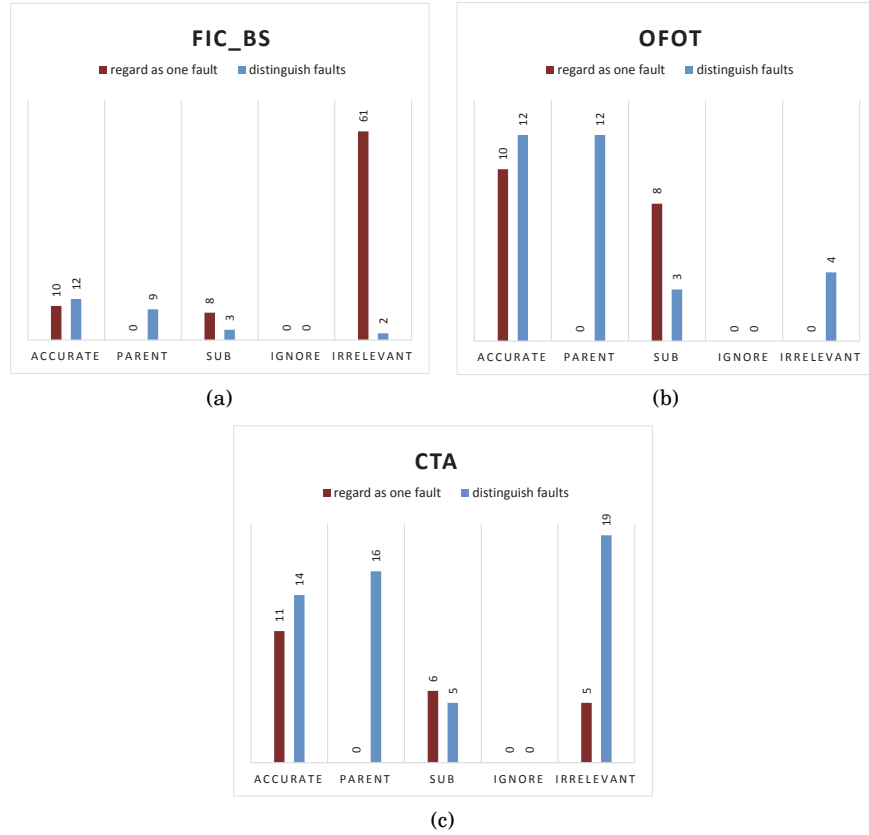 FIC_BS
regard as one fault distinguish faults
10 12 0 9 8 3 0 0 61 2
ACCURATE PARENT SUB IGNORE IRRELEVANT
(a)
OFOT
regard as one fault distinguish faults
10 12 0 12 8 3 0 0 0 4
ACCURATE PARENT SUB IGNORE IRRELEVANT
(b)
CTA
regard as one fault distinguish faults
11 14 0 16 6 5 0 0 5 19
ACCURATE PARENT SUB IGNORE IRRELEVANT
(c)